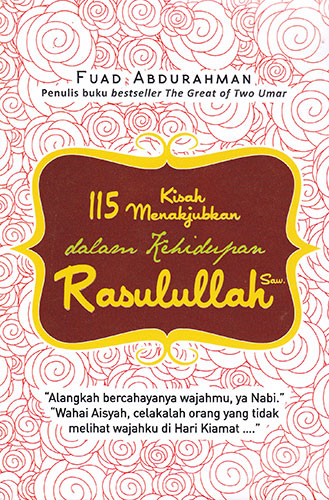 FUAD ABDURAHMAN
Penulis buku bestseller The Great of Two Umar
115 Kisah
Menakjubkan
dalam Kehidupan
Rasulullah Saw.
“Alangkah bercahayanya wajahmu, ya Nabi.”
“Wahai Aisyah, celakalah orang yang tidak
melihat wajahku di Hari Kiamat ....”